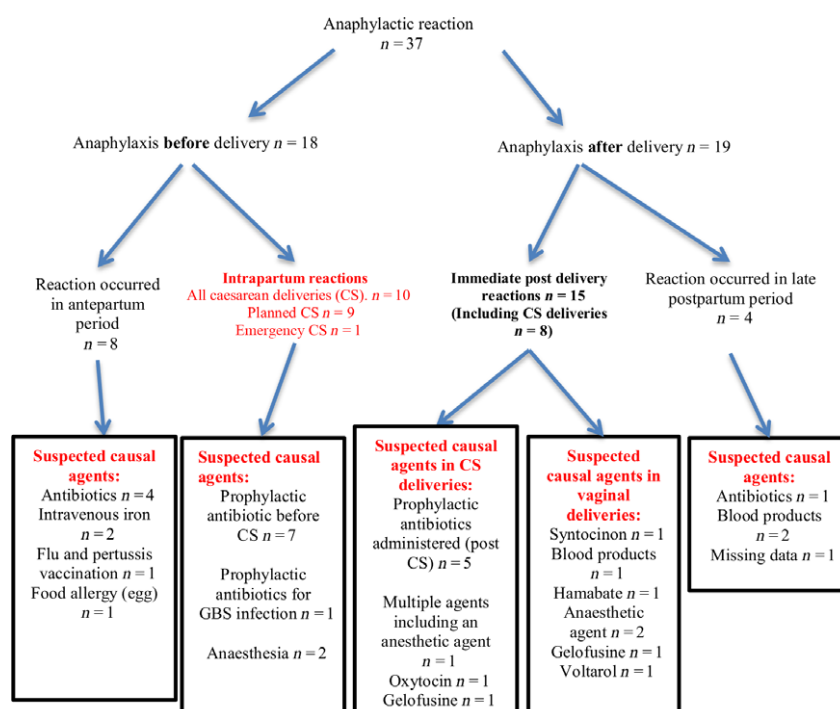 Anaphylactic reaction
n = 37
Anaphylaxis before delivery n = 18
Anaphylaxis after delivery n = 19
Reaction occurred
in antepartum
period
n = 8
Intrapartum reactions
All caesarean deliveries (CS). n = 10
Planned CS n = 9
Emergency CS n = 1
Immediate post delivery
reactions n = 15
(Including CS deliveries
n = 8)
Reaction occurred in late
postpartum period
n = 4
Suspected causal
agents:
Antibiotics n = 4
Intravenous iron
n = 2
Flu and pertussis
vaccination n = 1
Food allergy (egg)
n = 1
Suspected causal
agents:
Prophylactic
antibiotic before
CS n = 7
Prophylactic
antibiotics for
GBS infection n = 1
Anaesthesia n = 2
Suspected causal
agents in CS
deliveries:
Prophylactic
antibiotics
administered (post
CS) n = 5
Multiple agents
including an
anesthetic agent
n = 1
Oxytocin n = 1
Gelofusine n = 1
Suspected
causal agents in
vaginal
deliveries:
Syntocinon n = 1
Blood products
n = 1
Hamabate n = 1
Anaesthetic
agent n = 2
Gelofusine n = 1
Voltarol n = 1
Suspected causal
agents:
Antibiotics n = 1
Blood products
n = 2
Missing data n = 1